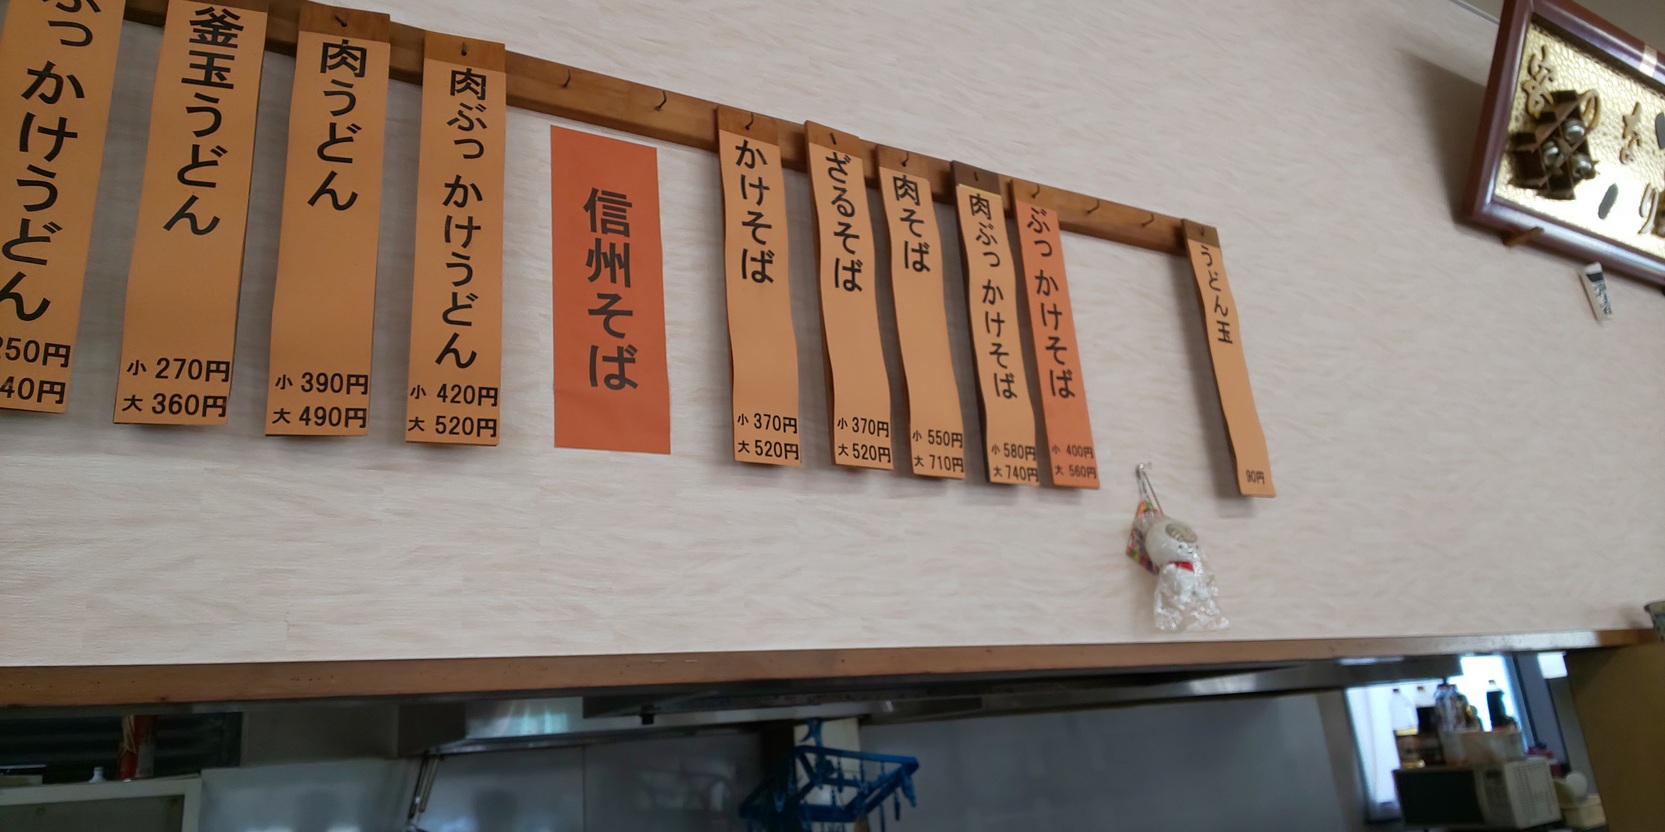 ぶっかけうどん
250円
40円
釜玉うどん
小 270円
大 360円
肉うどん
小 390円
大 490円
肉ぶっかけうどん
小 420円
大 520円
信州そば
かけそば
小 370円
大 520円
ざるそば
小 370円
大 520円
肉そば
小 550円
大 710円
肉ぶっかけそば
小 580円
大 740円
ぶっかけそば
小 400円
大 560円
うどん玉
90円